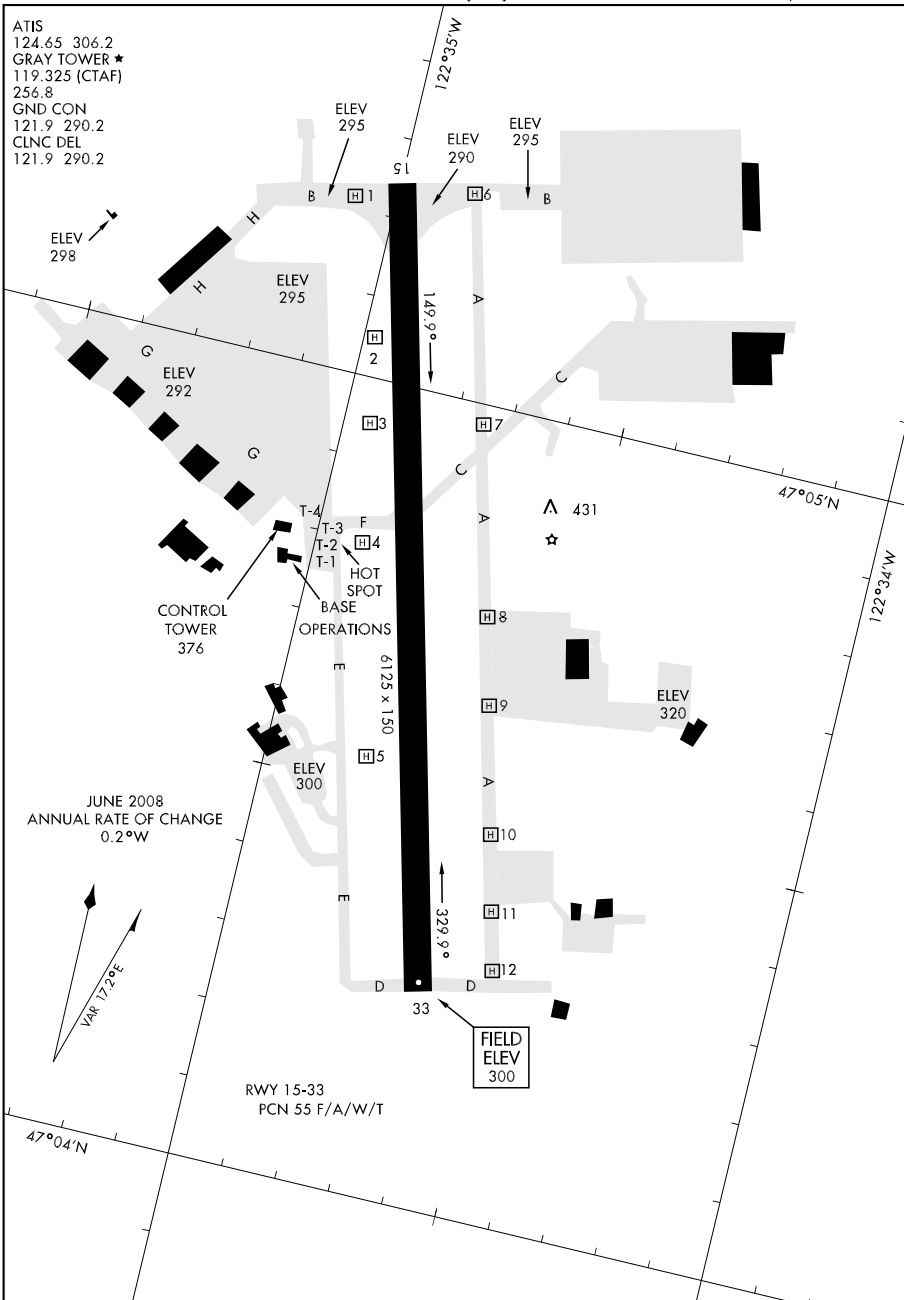 ATIS
124.65 306.2
GRAY TOWER ★
119.325 (CTAF)
256.8
GND CON
121.9 290.2
CLNC DEL
121.9 290.2
122°35'W
ELEV
295
ELEV
290
ELEV
295
15
B
H 1
H 6
B
H
ELEV
298
H
ELEV
295
149.9°
A
G
H
2
C
ELEV
292
H 3
H 7
G
C
47°05'N
T-4
T-3
F
A
431
T-2
H 4
T-1
HOT
SPOT
122°34'W
CONTROL
TOWER
376
BASE
OPERATIONS
H 8
E
6125 x 150
ELEV
320
H 9
H 5
ELEV
300
A
JUNE 2008
ANNUAL RATE OF CHANGE
0.2°W
H 10
E
329.9°
H 11
VAR 17.2°E
H 12
D
D
33
FIELD
ELEV
300
RWY 15-33
PCN 55 F/A/W/T
47°04'N